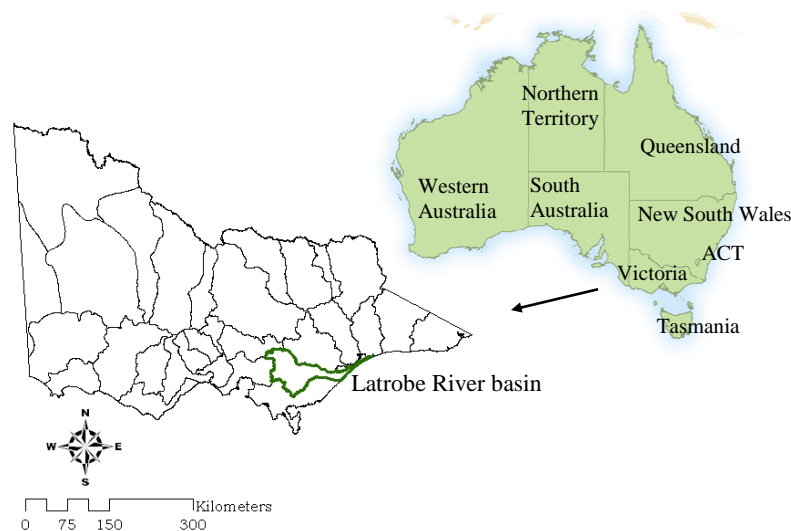 Northern
Territory
Queensland
Western
Australia
South
Australia
New South Wales
ACT
Victoria
Tasmania
Latrobe River basin
N
W E
S
Kilometers
0 75 150 300